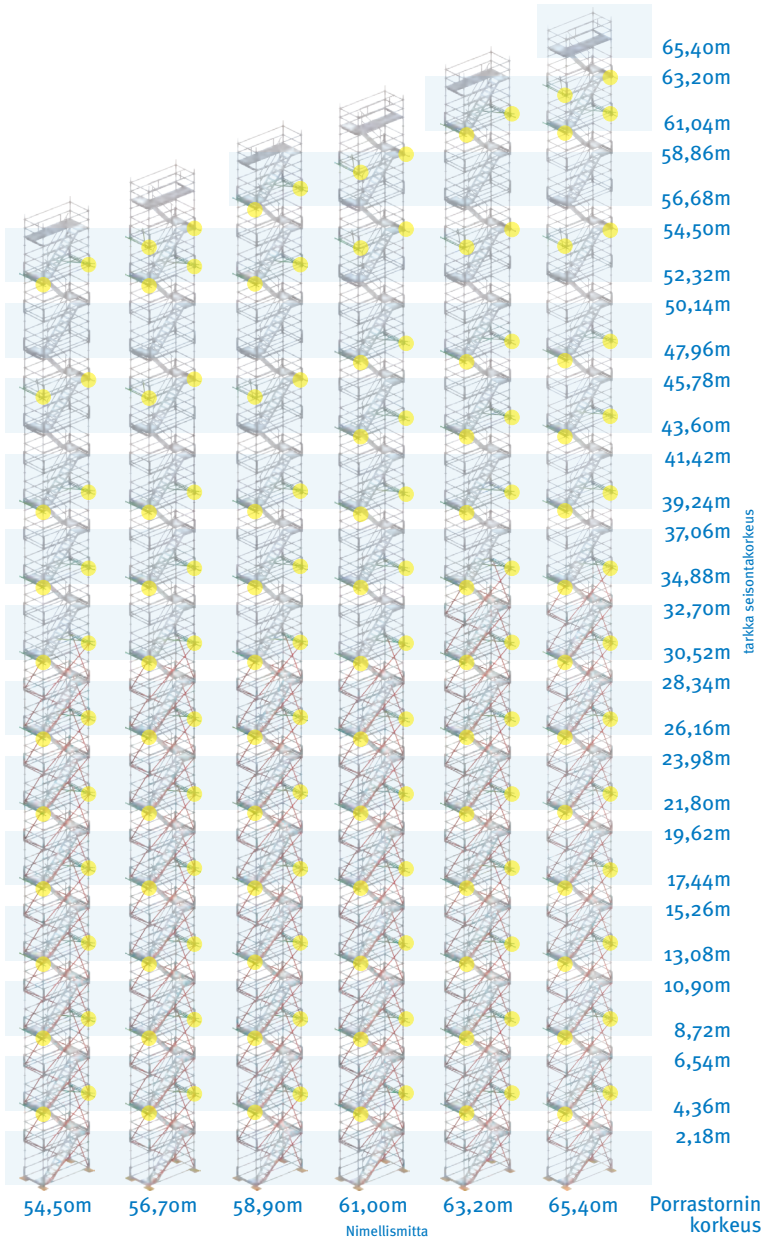 65,40m
63,20m
61,04m
58,86m
56,68m
54,50m
52,32m
50,14m
47,96m
45,78m
43,60m
41,42m
39,24m
37,06m
34,88m
32,70m
30,52m
28,34m
26,16m
23,98m
21,80m
19,62m
17,44m
15,26m
13,08m
10,90m
8,72m
6,54m
4,36m
2,18m
tarkka seisontakorkeus
54,50m 56,70m 58,90m 61,00m 63,20m 65,40m Porrastornin
korkeus
Nimellismitta